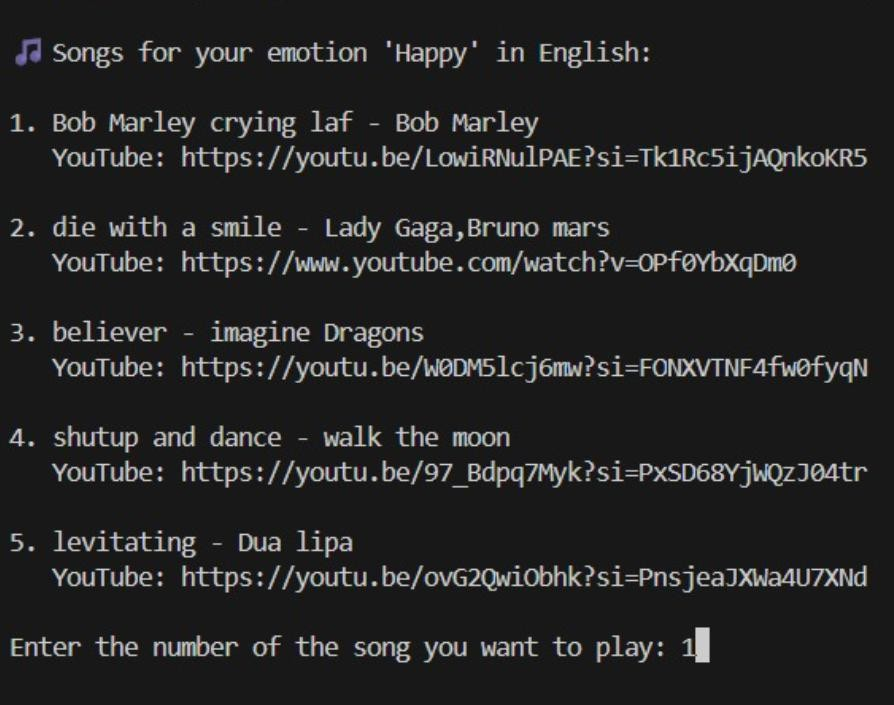 🎵 Songs for your emotion 'Happy' in English:
1. Bob Marley crying laf - Bob Marley
YouTube: https://youtu.be/LowiRNulPAE?si=Tk1Rc5ijAQnkoKR5
2. die with a smile - Lady Gaga,Bruno mars
YouTube: https://www.youtube.com/watch?v=OPf0YbXqDm0
3. believer - imagine Dragons
YouTube: https://youtu.be/W0DM5lcj6mw?si=FONXVTNF4fw0fyqN
4. shutup and dance - walk the moon
YouTube: https://youtu.be/97_Bdpq7Myk?si=PxSD68YjWQzJ04tr
5. levitating - Dua lipa
YouTube: https://youtu.be/ovG2QwiObhk?si=PnsjeaJXWa4U7XNd
Enter the number of the song you want to play: 1